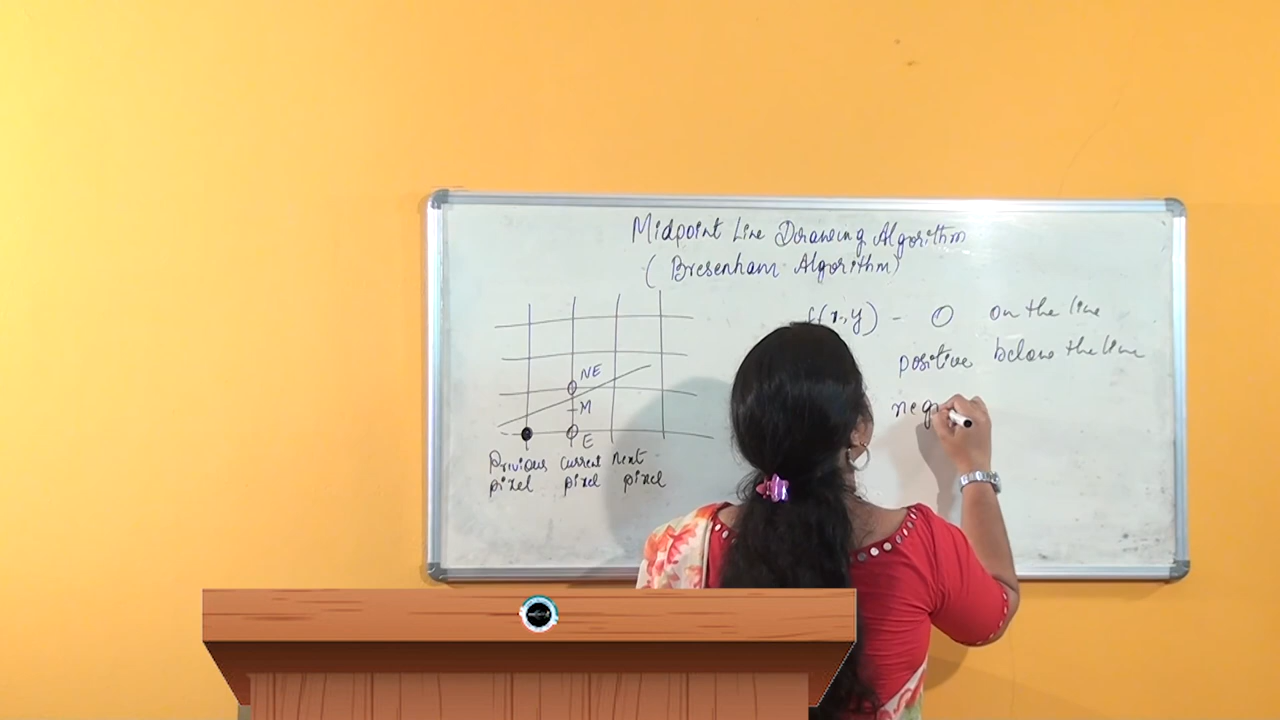 Midpoint Line Drawing Algorithm
(Bresenham Algorithm)
f(x,y) - 0 on the line
positive below the line
neg
NE
M
E
Previous pixel
current pixel
next pixel